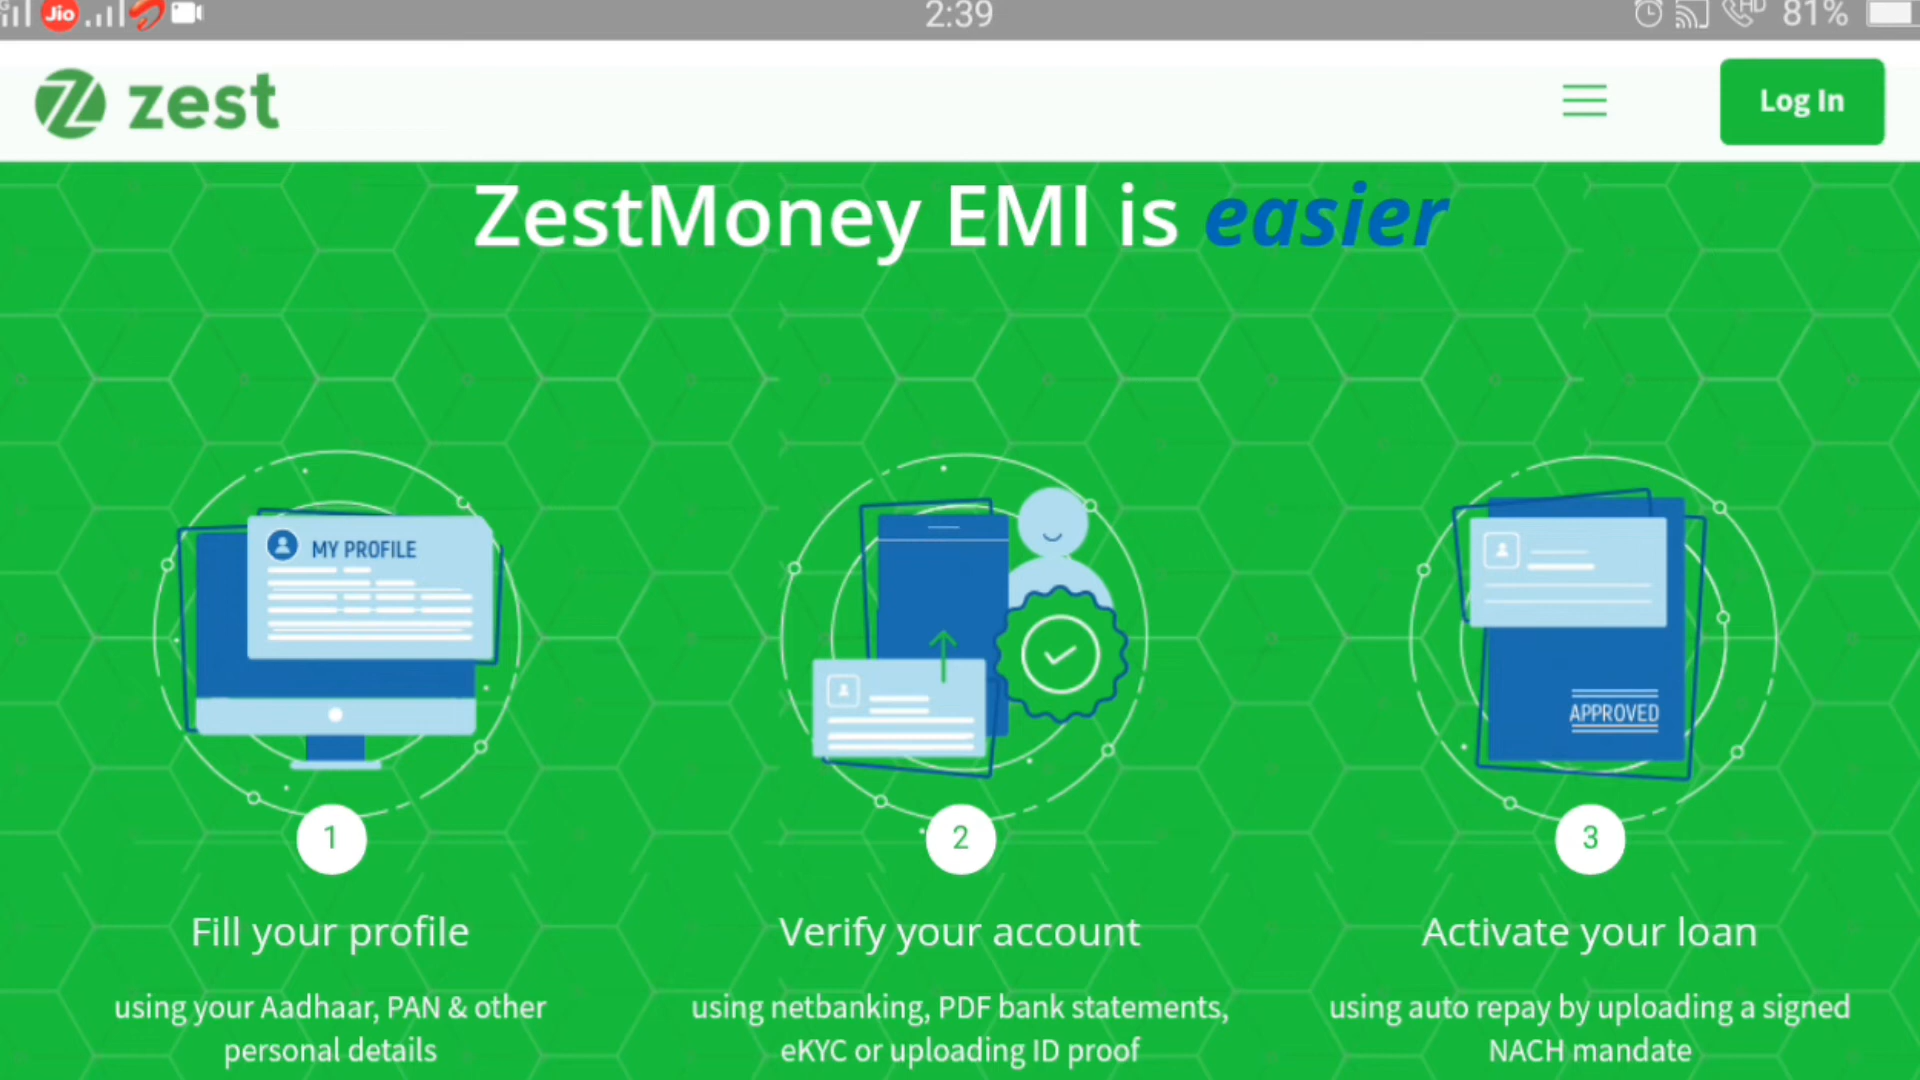 Jio 2:39 HD 81%
zest
Log In
ZestMoney EMI is easier
MY PROFILE
APPROVED
1 2 3
Fill your profile
using your Aadhaar, PAN & other
personal details
Verify your account
using netbanking, PDF bank statements,
eKYC or uploading ID proof
Activate your loan
using auto repay by uploading a signed
NACH mandate